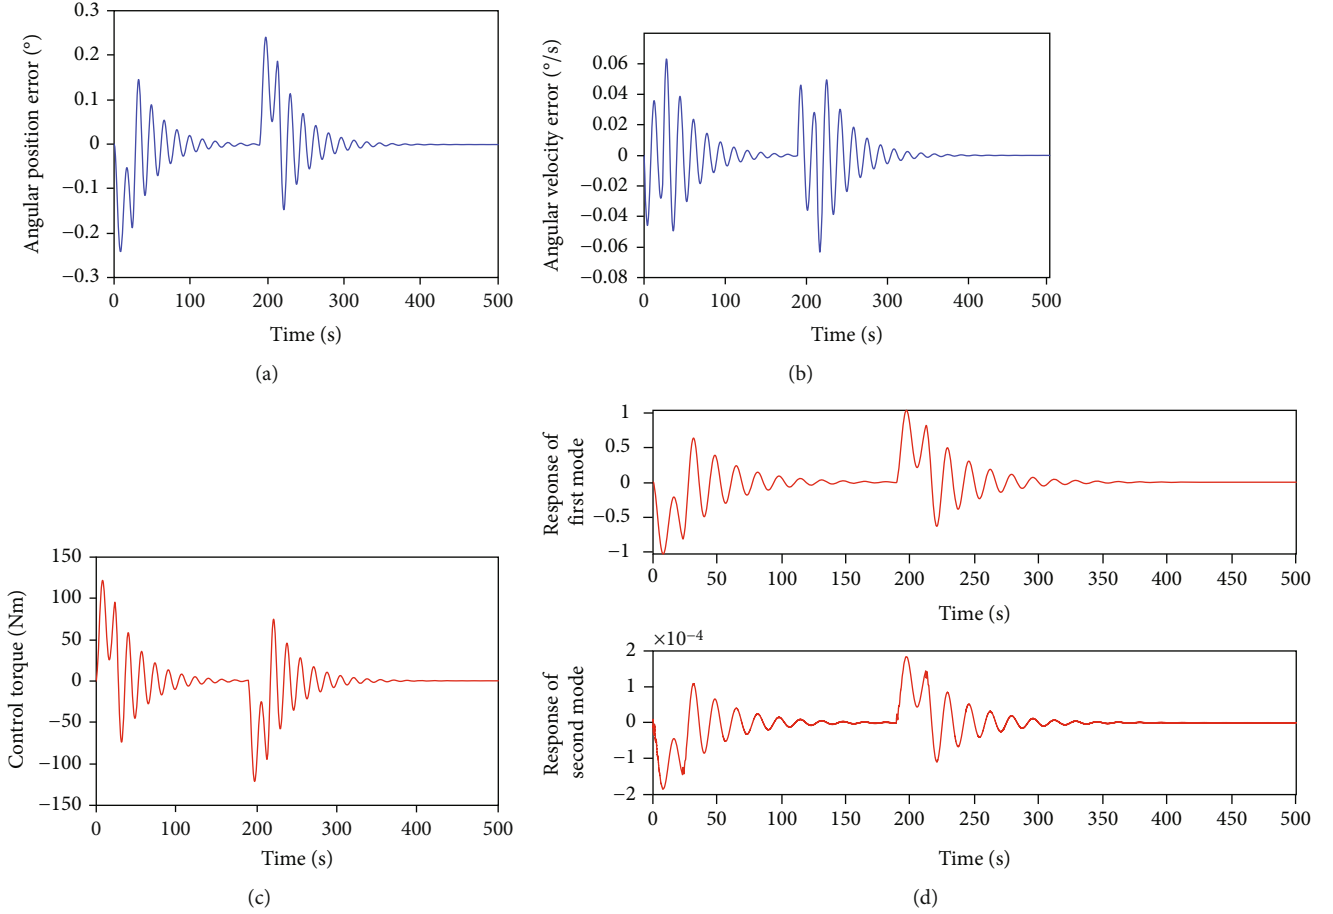 Angular position error (°)
0.3
0.2
0.1
0
−0.1
−0.2
−0.3
0 100 200 300 400 500
Time (s)
(a)
Angular velocity error (°/s)
0.06
0.04
0.02
0
−0.02
−0.04
−0.06
−0.08
0 100 200 300 400 500
Time (s)
(b)
Control torque (Nm)
150
100
50
0
−50
−100
−150
0 100 200 300 400 500
Time (s)
(c)
Response of
first mode
1
0.5
0
−0.5
−1
0 50 100 150 200 250 300 350 400 450 500
Time (s)
×10−4
Response of
second mode
2
1
0
−1
−2
0 50 100 150 200 250 300 350 400 450 500
Time (s)
(d)